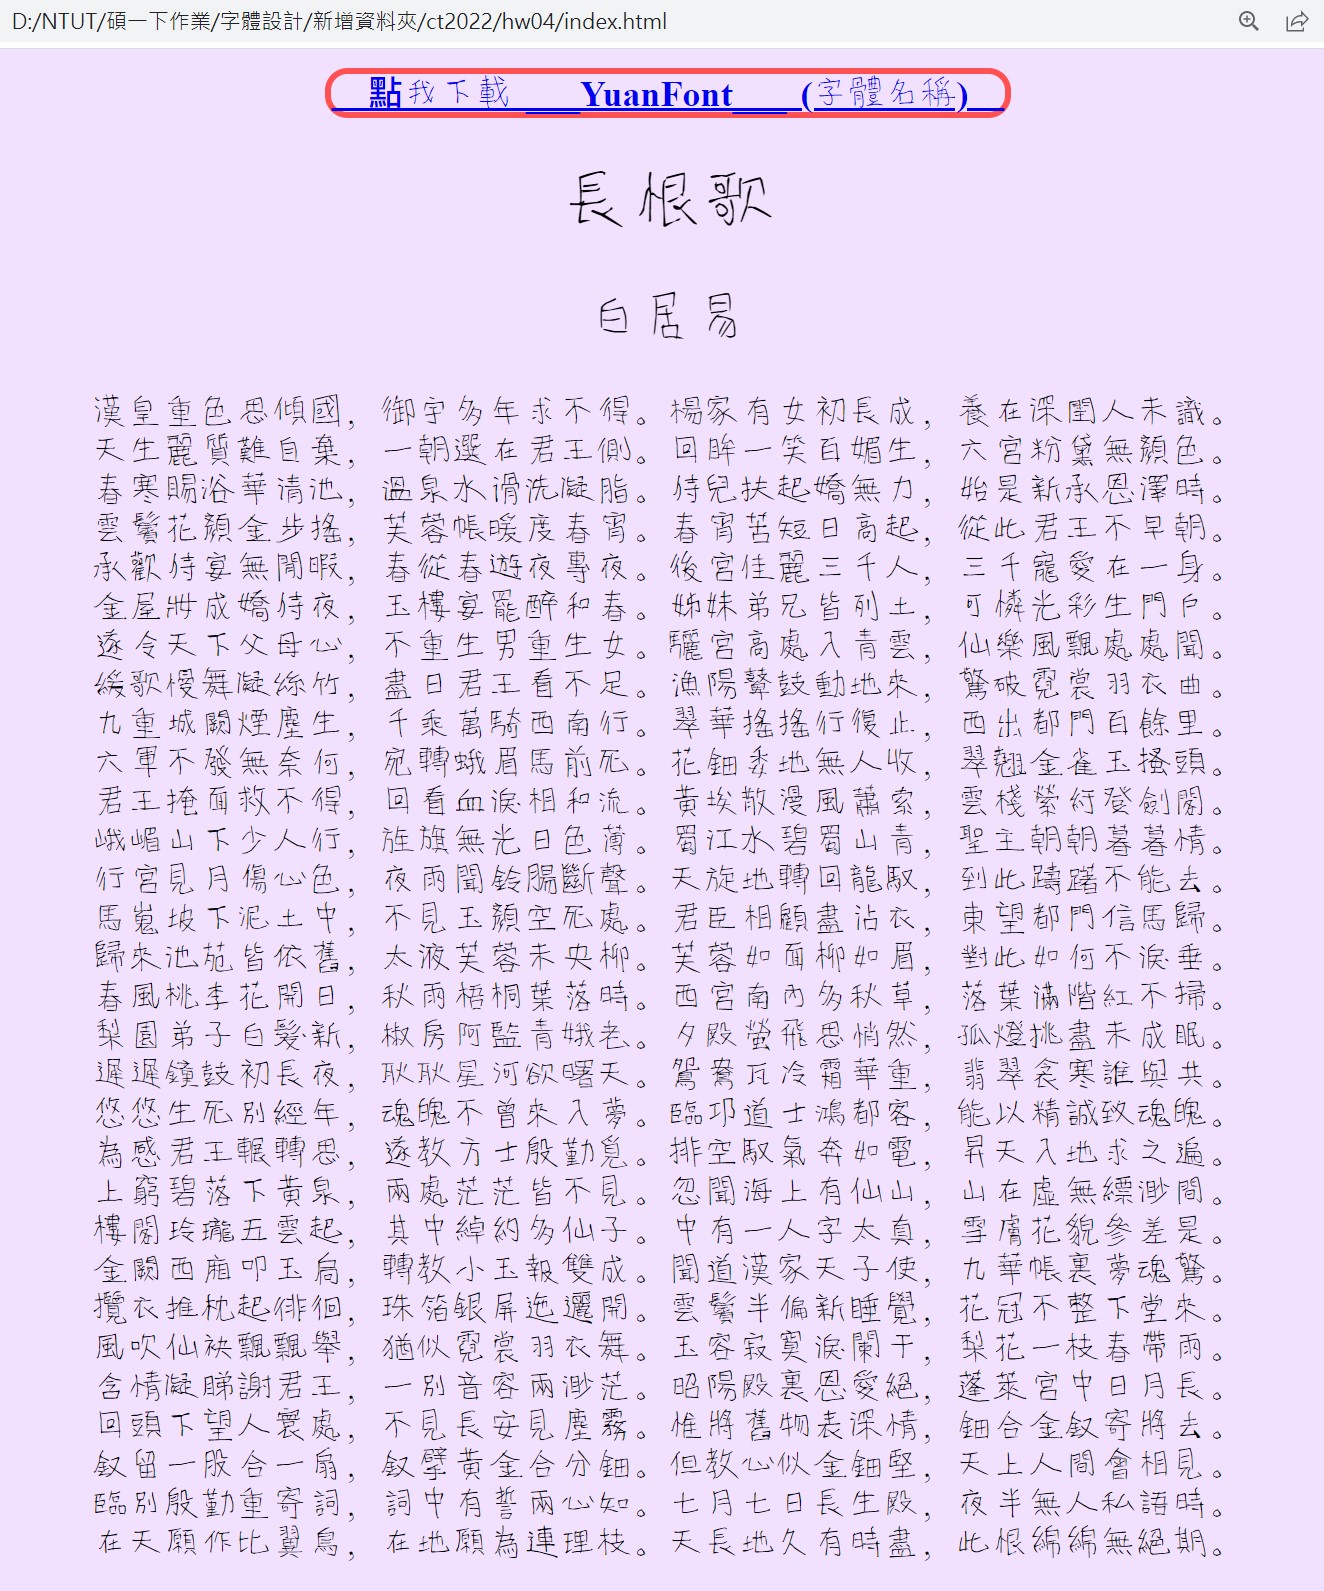 D:/NTUT/碩一下作業/字體設計/新增資料夾/ct2022/hw04/index.html
點我下載 ___YuanFont___ (字體名稱)
長恨歌
白居易
漢皇重色思傾國，御宇多年求不得。楊家有女初長成，養在深閨人未識。
天生麗質難自棄，一朝選在君王側。回眸一笑百媚生，六宮粉黛無顏色。
春寒賜浴華清池，溫泉水滑洗凝脂。侍兒扶起嬌無力，始是新承恩澤時。
雲鬢花顏金步搖，芙蓉帳暖度春宵。春宵苦短日高起，從此君王不早朝。
承歡侍宴無閒暇，春從春遊夜專夜。後宮佳麗三千人，三千寵愛在一身。
金屋妝成嬌侍夜，玉樓宴罷醉和春。姊妹弟兄皆列土，可憐光彩生門戶。
遂令天下父母心，不重生男重生女。驪宮高處入青雲，仙樂風飄處處聞。
緩歌慢舞凝絲竹，盡日君王看不足。漁陽鼙鼓動地來，驚破霓裳羽衣曲。
九重城闕煙塵生，千乘萬騎西南行。翠華搖搖行復止，西出都門百餘里。
六軍不發無奈何，宛轉蛾眉馬前死。花鈿委地無人收，翠翹金雀玉搔頭。
君王掩面救不得，回看血淚相和流。黃埃散漫風蕭索，雲棧縈紆登劍閣。
峨嵋山下少人行，旌旗無光日色薄。蜀江水碧蜀山青，聖主朝朝暮暮情。
行宮見月傷心色，夜雨聞鈴腸斷聲。天旋地轉回龍馭，到此躊躇不能去。
馬嵬坡下泥土中，不見玉顏空死處。君臣相顧盡沾衣，東望都門信馬歸。
歸來池苑皆依舊，太液芙蓉未央柳。芙蓉如面柳如眉，對此如何不淚垂。
春風桃李花開日，秋雨梧桐葉落時。西宮南內多秋草，落葉滿階紅不掃。
梨園弟子白髮新，椒房阿監青娥老。夕殿螢飛思悄然，孤燈挑盡未成眠。
遲遲鐘鼓初長夜，耿耿星河欲曙天。鴛鴦瓦冷霜華重，翡翠衾寒誰與共。
悠悠生死別經年，魂魄不曾來入夢。臨邛道士鴻都客，能以精誠致魂魄。
為感君王輾轉思，遂教方士殷勤覓。排空馭氣奔如電，昇天入地求之遍。
上窮碧落下黃泉，兩處茫茫皆不見。忽聞海上有仙山，山在虛無縹渺間。
樓閣玲瓏五雲起，其中綽約多仙子。中有一人字太真，雪膚花貌參差是。
金闕西廂叩玉扃，轉教小玉報雙成。聞道漢家天子使，九華帳裏夢魂驚。
攬衣推枕起徘徊，珠箔銀屏迤邐開。雲鬢半偏新睡覺，花冠不整下堂來。
風吹仙袂飄飄舉，猶似霓裳羽衣舞。玉容寂寞淚闌干，梨花一枝春帶雨。
含情凝睇謝君王，一別音容兩渺茫。昭陽殿裏恩愛絕，蓬萊宮中日月長。
回頭下望人寰處，不見長安見塵霧。惟將舊物表深情，鈿合金釵寄將去。
釵留一股合一扇，釵擘黃金合分鈿。但教心似金鈿堅，天上人間會相見。
臨別殷勤重寄詞，詞中有誓兩心知。七月七日長生殿，夜半無人私語時。
在天願作比翼鳥，在地願為連理枝。天長地久有時盡，此恨綿綿無絕期。